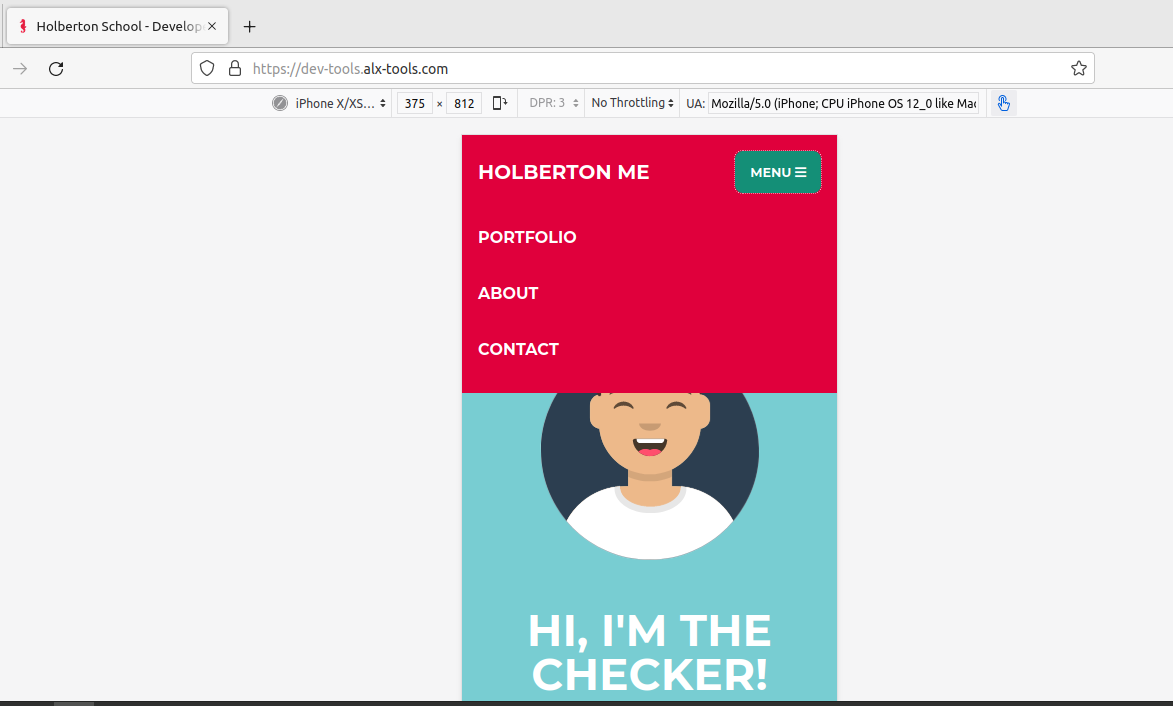 Holberton School - Develop
https://dev-tools.alx-tools.com
iPhone X/XS... 375 × 812 DPR: 3 No Throttling UA: Mozilla/5.0 (iPhone; CPU iPhone OS 12_0 like Mac
HOLBERTON ME
MENU
PORTFOLIO
ABOUT
CONTACT
HI, I'M THE
CHECKER!